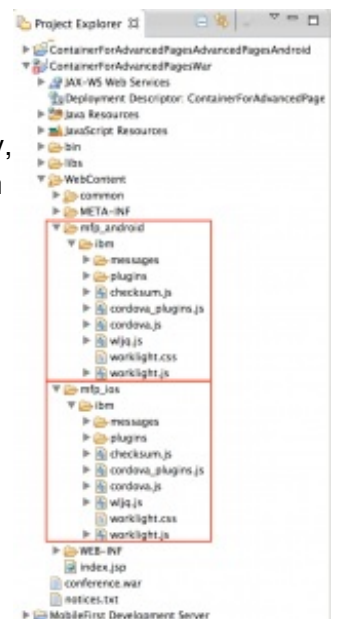 Project Explorer
ContainerForAdvancedPagesAdvancedPagesAndroid
ContainerForAdvancedPagesWar
JAX-WS Web Services
Deployment Descriptor: ContainerForAdvancedPage
Java Resources
JavaScript Resources
bin
libs
WebContent
common
META-INF
mfp_android
ibm
messages
plugins
checksum.js
cordova_plugins.js
cordova.js
wljq.js
worklight.css
worklight.js
mfp_ios
ibm
messages
plugins
checksum.js
cordova_plugins.js
cordova.js
wljq.js
worklight.css
worklight.js
WEB-INF
index.jsp
conference.war
notices.txt
MobileFirst Development Server